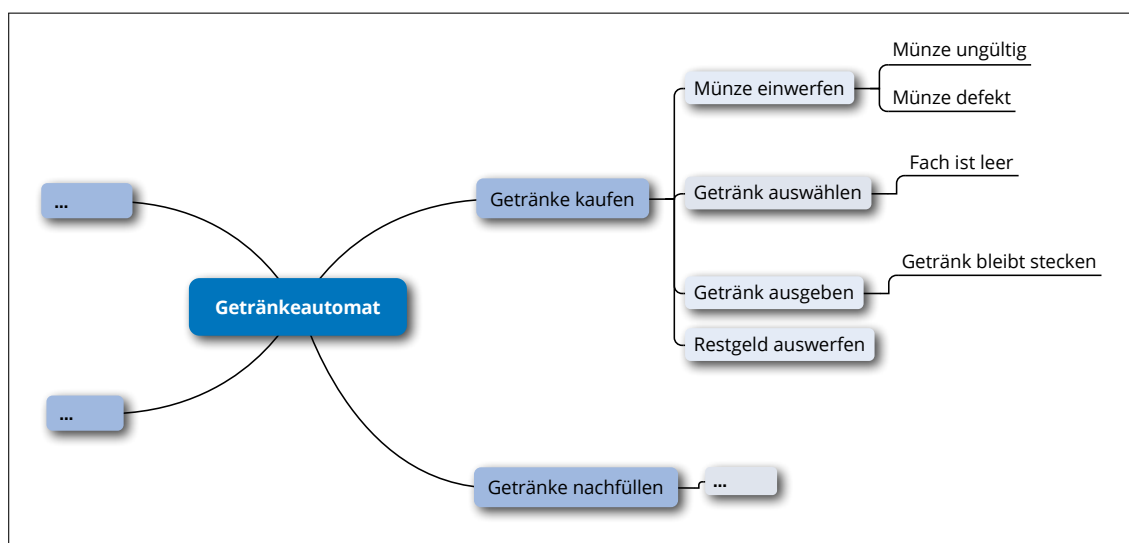 Münze ungültig
Münze einwerfen
Münze defekt
Fach ist leer
...
Getränke kaufen
Getränk auswählen
Getränk bleibt stecken
Getränkeautomat
Getränk ausgeben
Restgeld auswerfen
...
Getränke nachfüllen
...